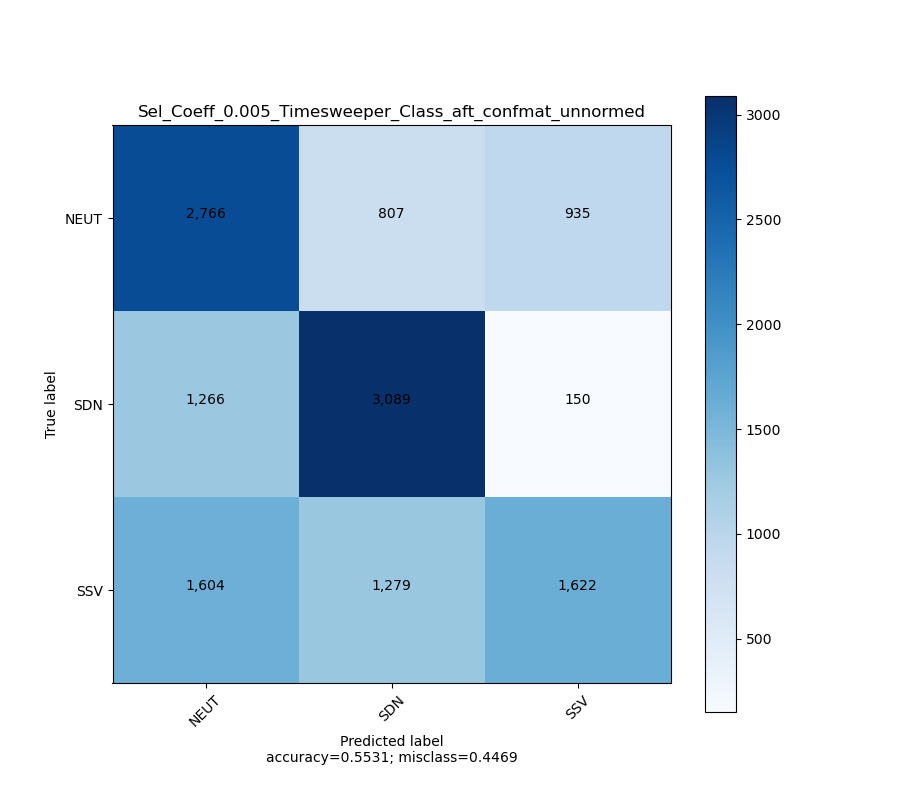 Sel_Coeff_0.005_Timesweeper_Class_aft_confmat_unnormed
3000
2500
2000
1500
1000
500
True label
NEUT
2,766
807
935
SDN
1,266
3,089
150
SSV
1,604
1,279
1,622
NEUT
SDN
SSV
Predicted label
accuracy=0.5531; misclass=0.4469